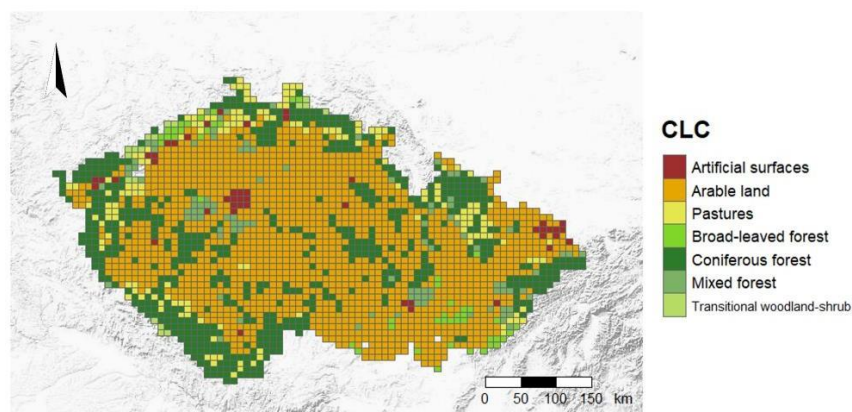 CLC
Artificial surfaces
Arable land
Pastures
Broad-leaved forest
Coniferous forest
Mixed forest
Transitional woodland-shrub
0 50 100 150 km